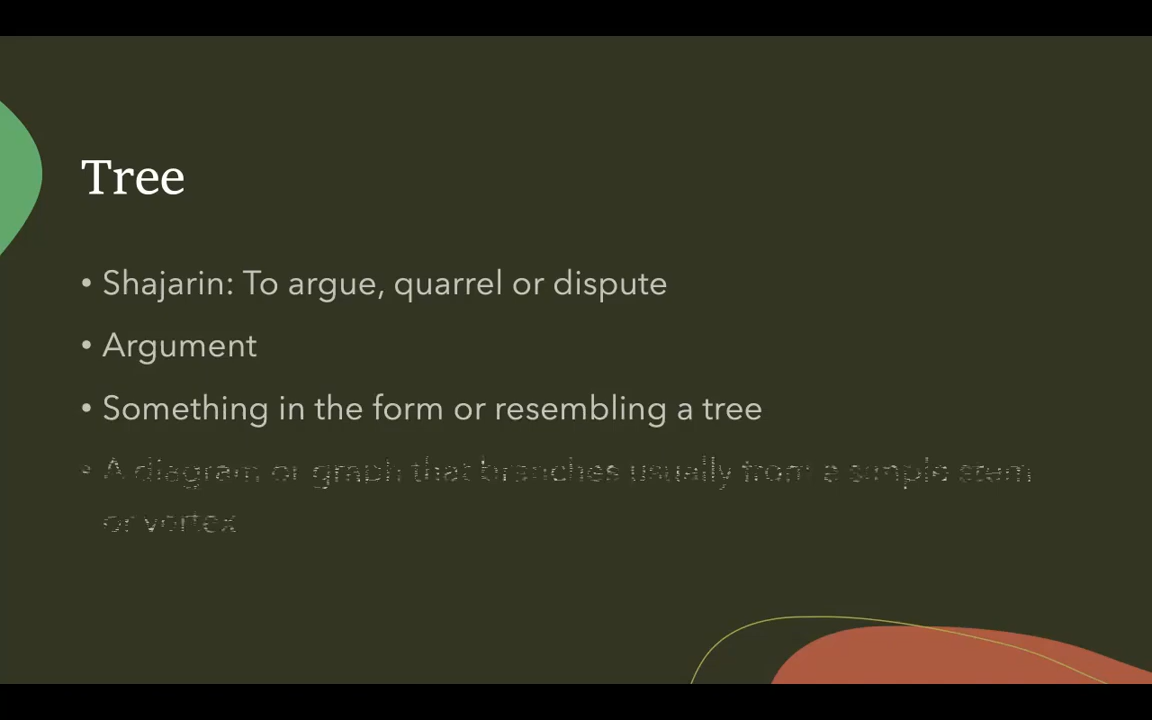 Tree
• Shajarin: To argue, quarrel or dispute
• Argument
• Something in the form or resembling a tree
• A diagram or graph that branches usually from a simple stem
or vortex